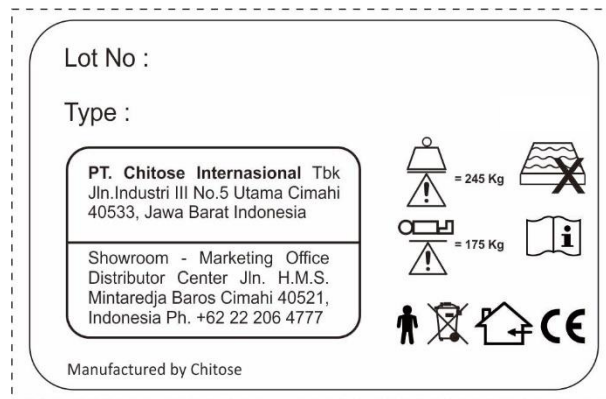 Lot No :
Type :
PT. Chitose Internasional Tbk
Jln.Industri III No.5 Utama Cimahi
40533, Jawa Barat Indonesia
Showroom - Marketing Office
Distributor Center Jln. H.M.S.
Mintaredja Baros Cimahi 40521,
Indonesia Ph. +62 22 206 4777
Manufactured by Chitose
= 245 Kg
= 175 Kg
i
CE